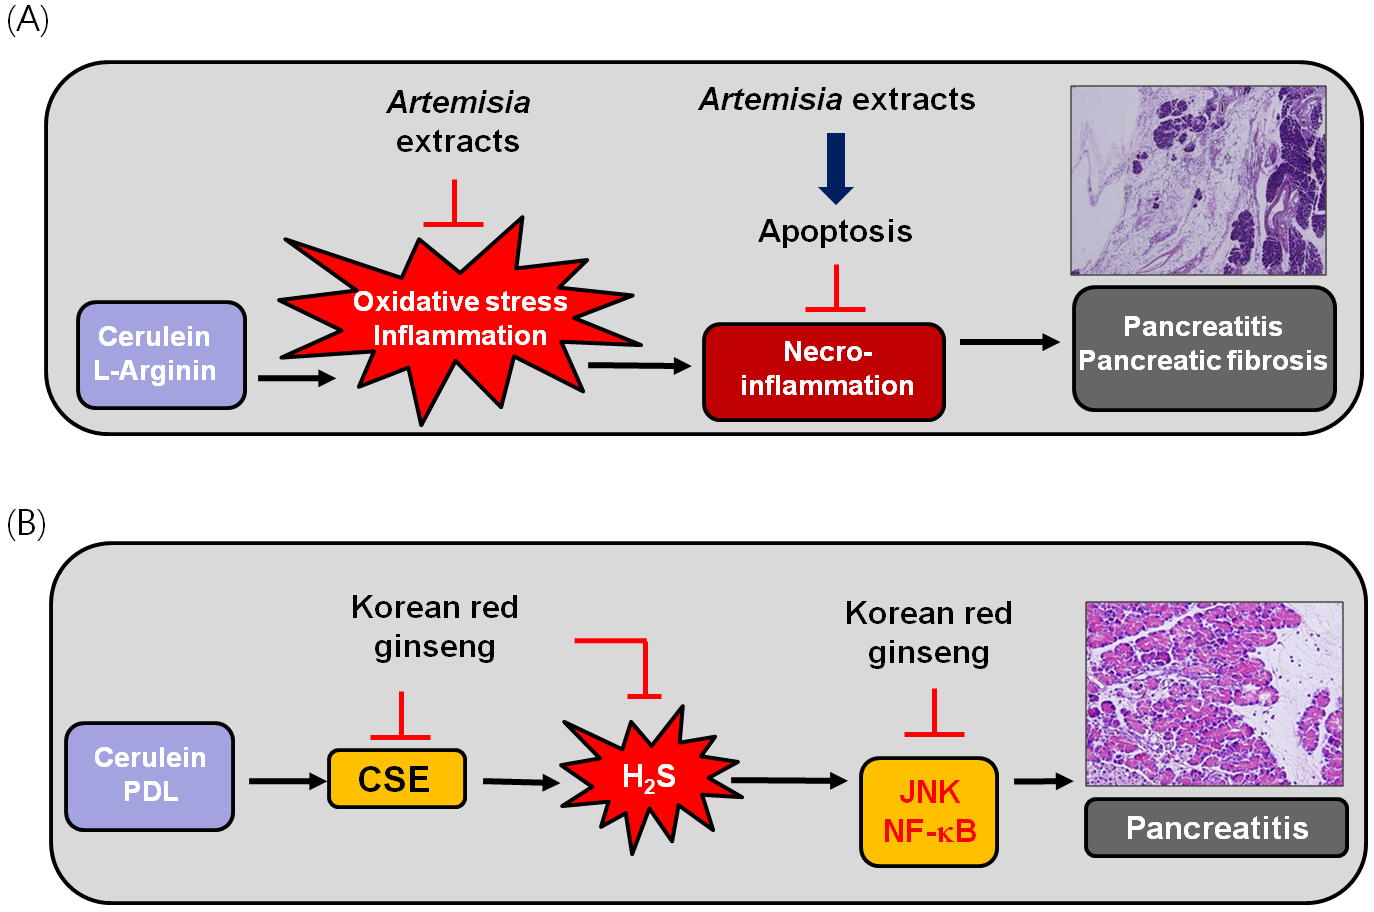 (A)
Artemisia
extracts
Artemisia extracts
Apoptosis
Oxidative stress
Inflammation
Cerulein
L-Arginin
Necro-
inflammation
Pancreatitis
Pancreatic fibrosis
(B)
Korean red
ginseng
Korean red
ginseng
Cerulein
PDL
CSE
H₂S
JNK
NF-κB
Pancreatitis